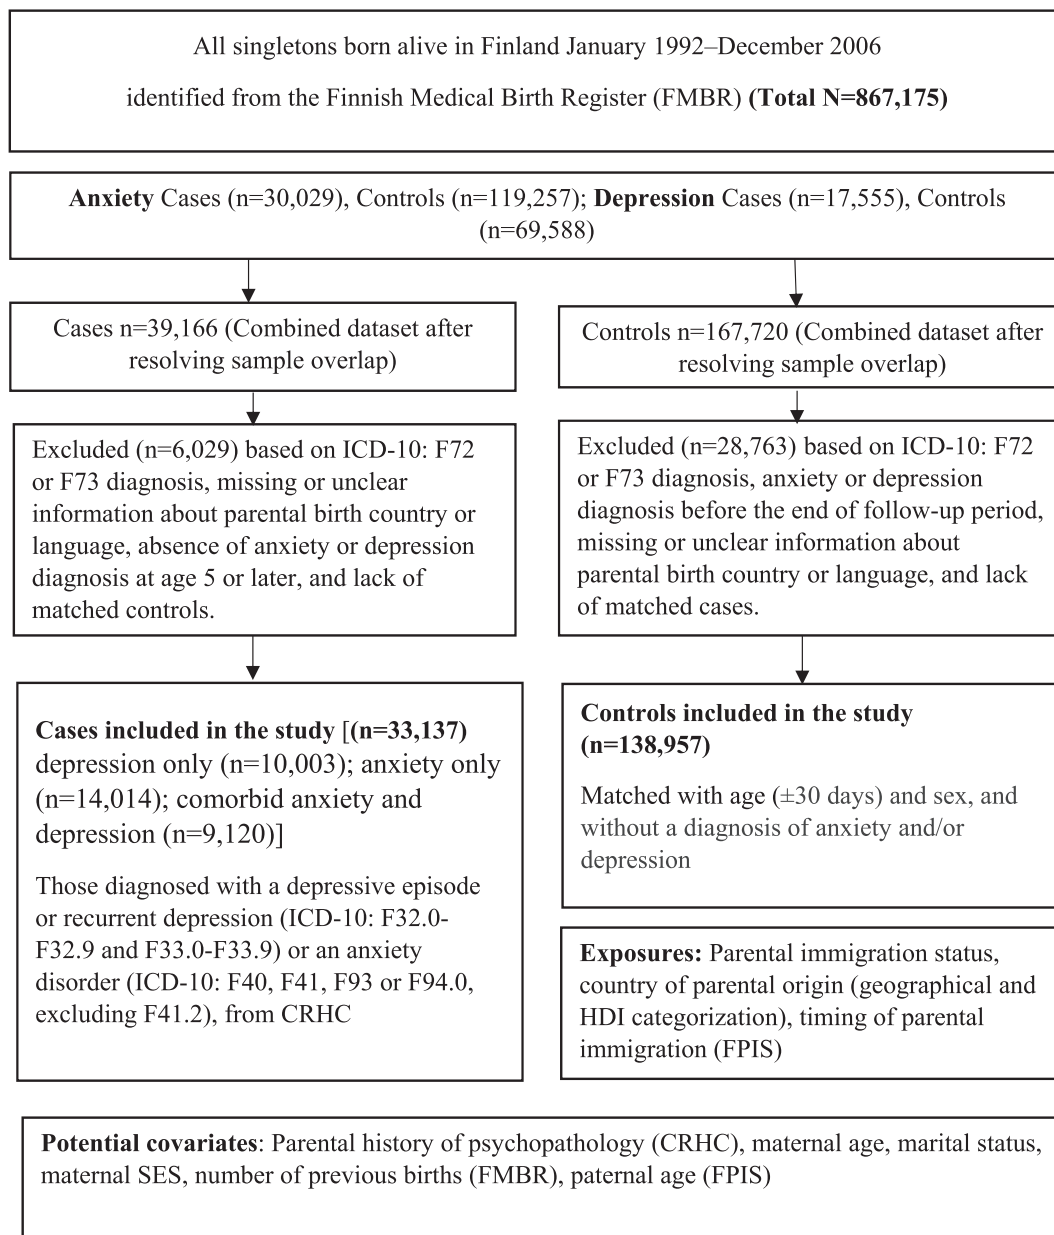 All singletons born alive in Finland January 1992–December 2006
identified from the Finnish Medical Birth Register (FMBR) (Total N=867,175)
Anxiety Cases (n=30,029), Controls (n=119,257); Depression Cases (n=17,555), Controls
(n=69,588)
Cases n=39,166 (Combined dataset after
resolving sample overlap)
Controls n=167,720 (Combined dataset after
resolving sample overlap)
Excluded (n=6,029) based on ICD-10: F72
or F73 diagnosis, missing or unclear
information about parental birth country or
language, absence of anxiety or depression
diagnosis at age 5 or later, and lack of
matched controls.
Excluded (n=28,763) based on ICD-10: F72
or F73 diagnosis, anxiety or depression
diagnosis before the end of follow-up period,
missing or unclear information about
parental birth country or language, and lack
of matched cases.
Cases included in the study [(n=33,137)
depression only (n=10,003); anxiety only
(n=14,014); comorbid anxiety and
depression (n=9,120)]
Those diagnosed with a depressive episode
or recurrent depression (ICD-10: F32.0-
F32.9 and F33.0-F33.9) or an anxiety
disorder (ICD-10: F40, F41, F93 or F94.0,
excluding F41.2), from CRHC
Controls included in the study
(n=138,957)
Matched with age (±30 days) and sex, and
without a diagnosis of anxiety and/or
depression
Exposures: Parental immigration status,
country of parental origin (geographical and
HDI categorization), timing of parental
immigration (FPIS)
Potential covariates: Parental history of psychopathology (CRHC), maternal age, marital status,
maternal SES, number of previous births (FMBR), paternal age (FPIS)